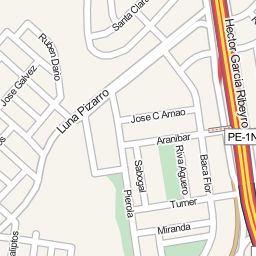 Santa Clara
Hector Garcia Ribeyro
Ruben Dario
Jose Galvez
Luna Pizarro
Jose C Amao
Aranibar
PE-1N
Sabogal
Riva Aguero
Baca Flor
Pierola
Turner
Miranda